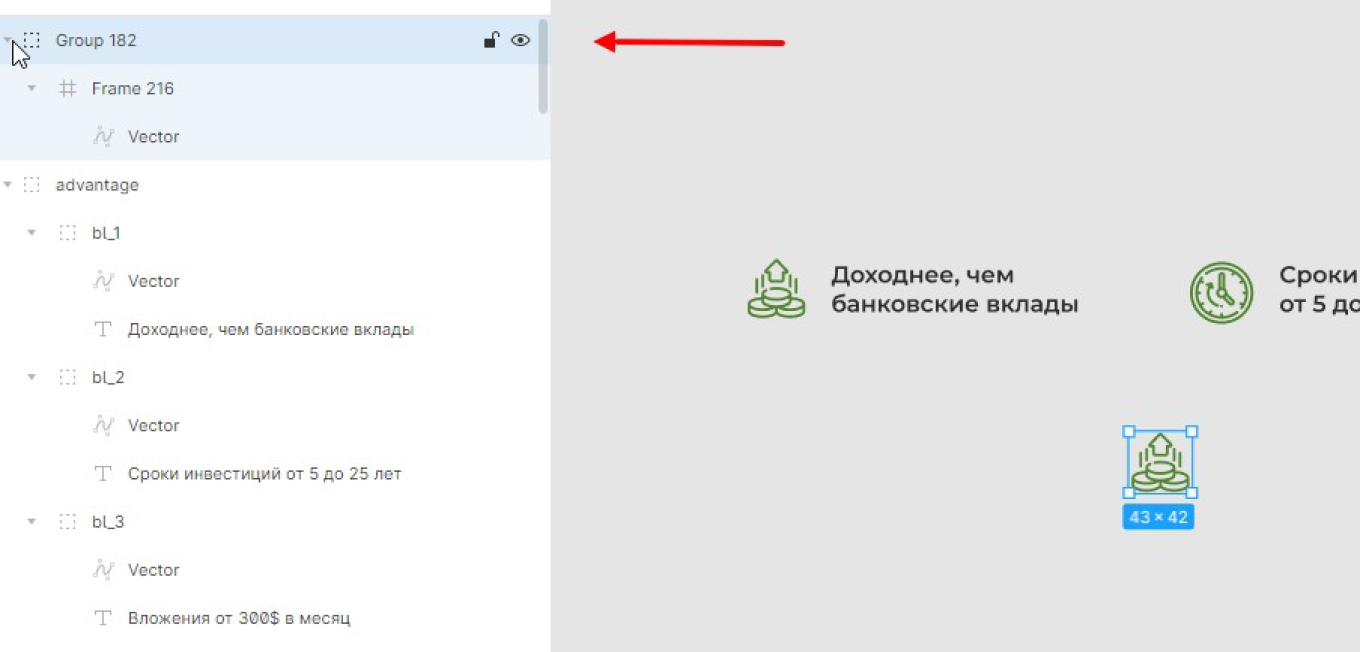 Group 182
Frame 216
Vector
advantage
bl_1
Vector
Доходнее, чем банковские вклады
bl_2
Vector
Сроки инвестиций от 5 до 25 лет
bl_3
Vector
Вложения от 300$ в месяц
Доходнее, чем
банковские вклады
Сроки
от 5 до
43 × 42